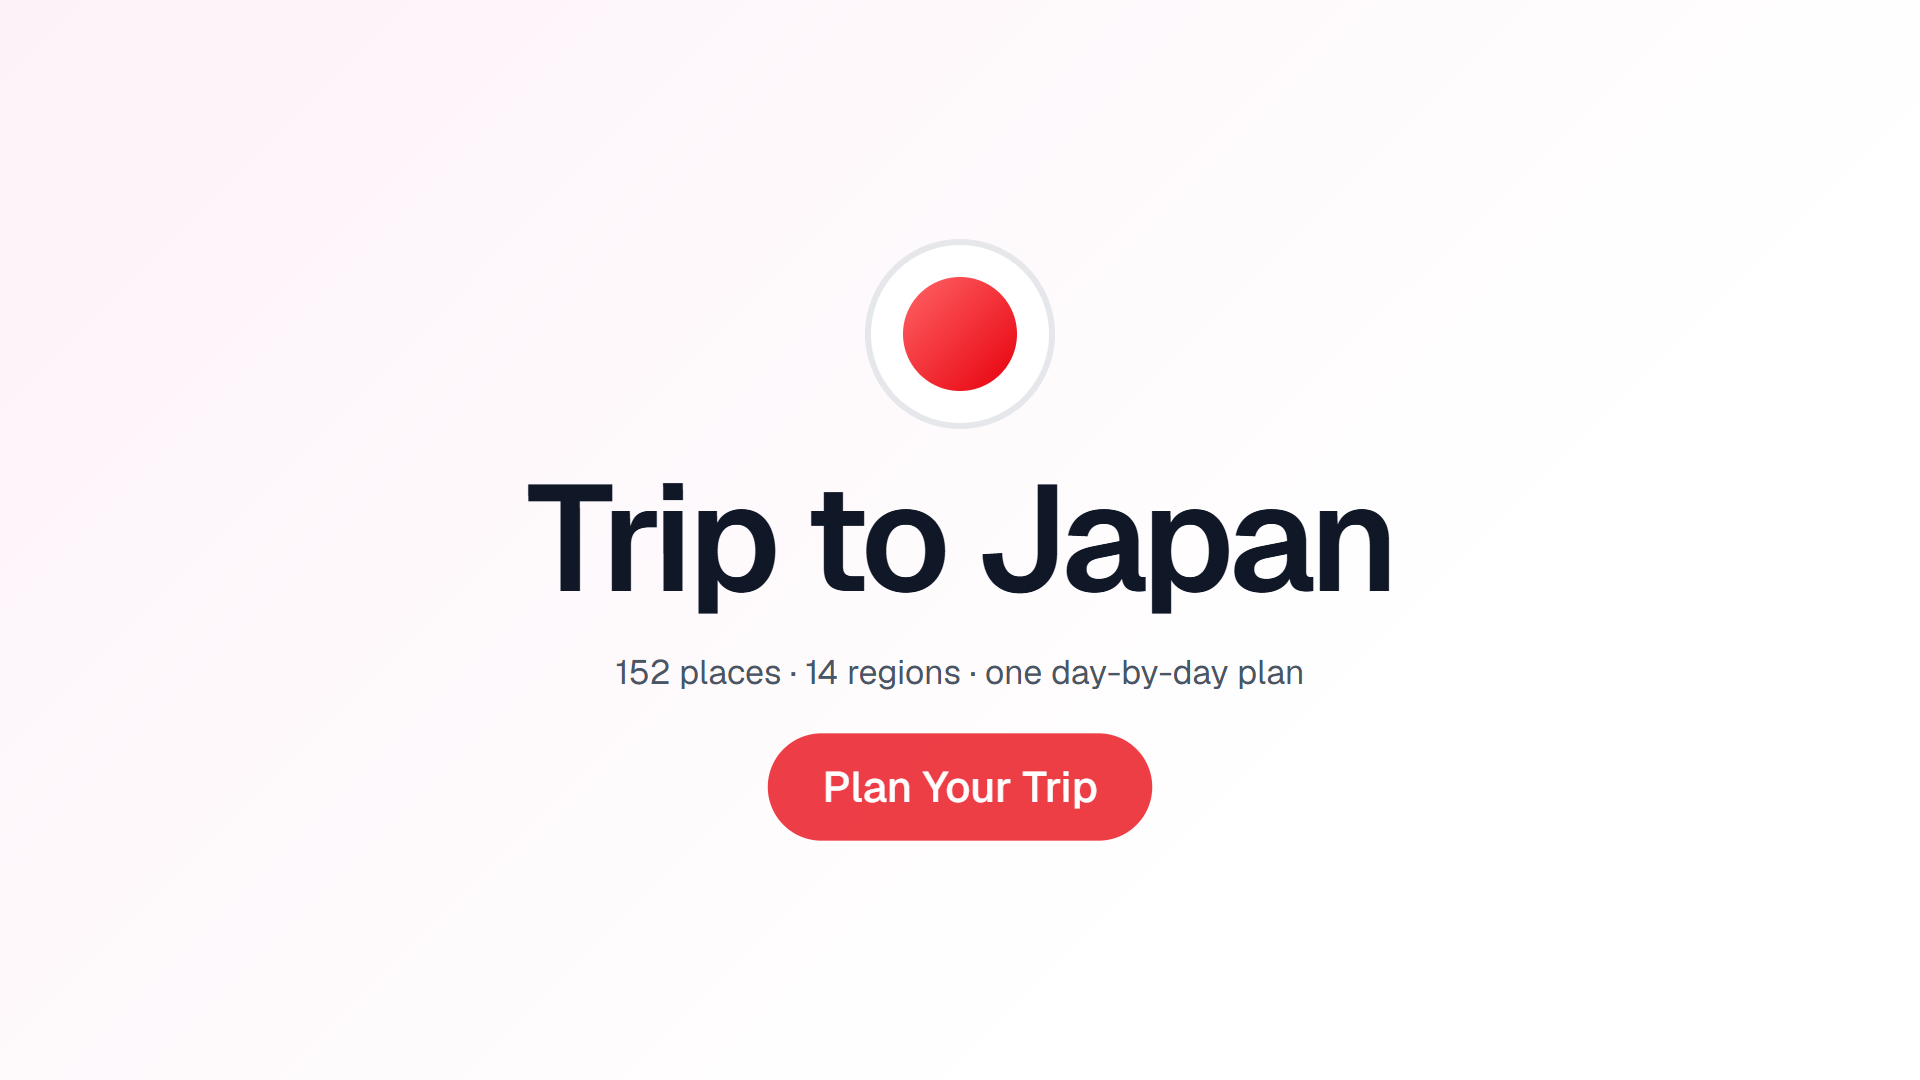 Trip to Japan
152 places · 14 regions · one day-by-day plan
Plan Your Trip